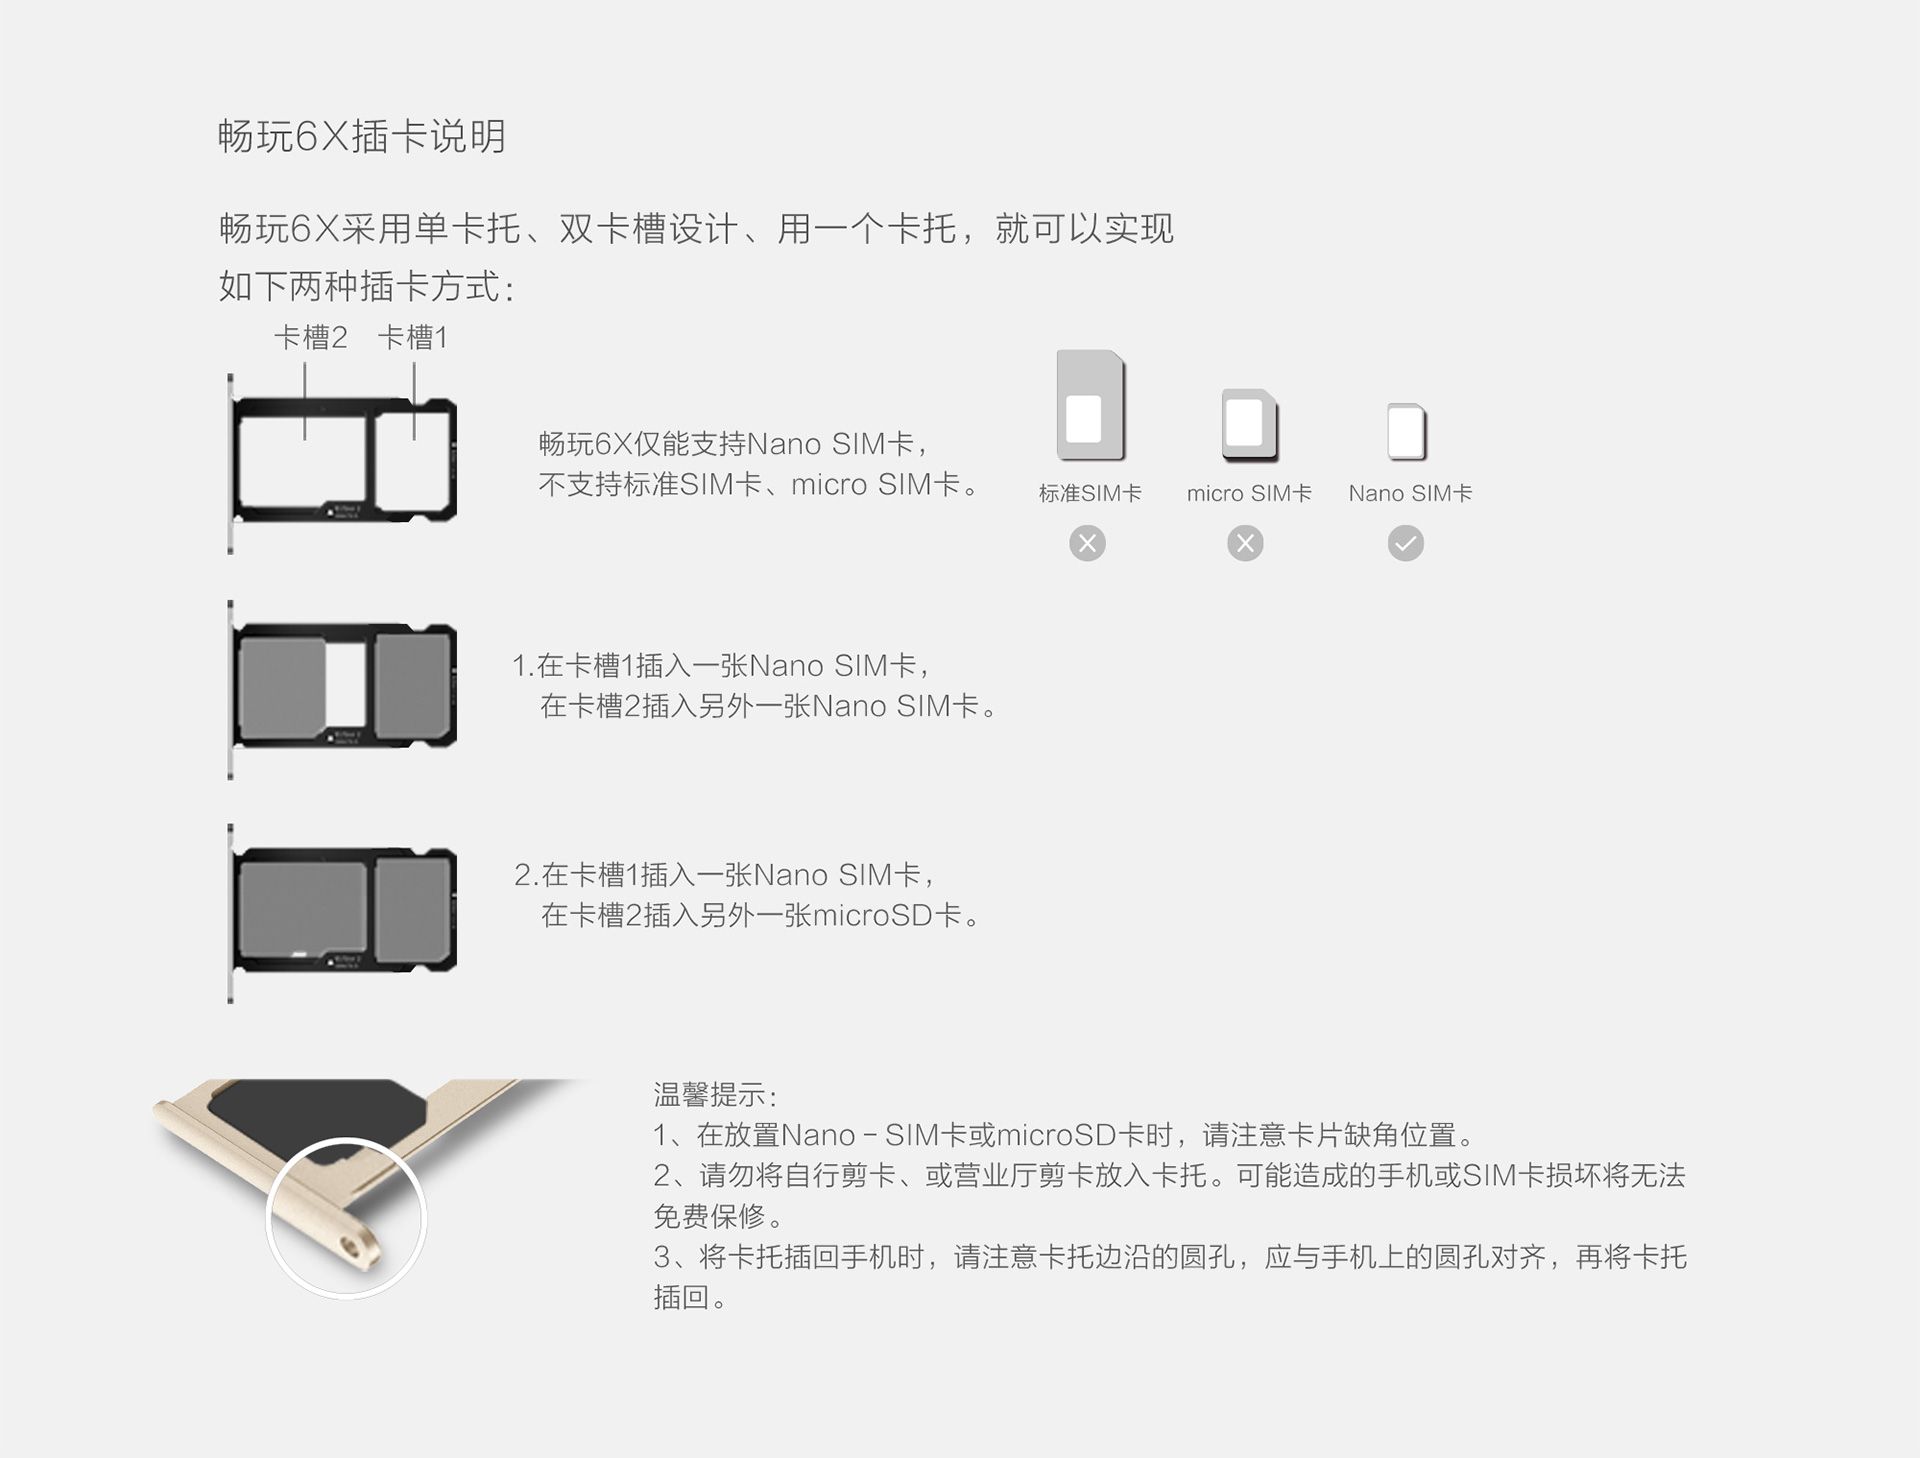 畅玩6X插卡说明
畅玩6X采用单卡托、双卡槽设计、用一个卡托，就可以实现
如下两种插卡方式：
卡槽2 卡槽1
畅玩6X仅能支持Nano SIM卡，
不支持标准SIM卡、micro SIM卡。
标准SIM卡 micro SIM卡 Nano SIM卡
1.在卡槽1插入一张Nano SIM卡，
在卡槽2插入另外一张Nano SIM卡。
2.在卡槽1插入一张Nano SIM卡，
在卡槽2插入另外一张microSD卡。
温馨提示：
1、在放置Nano－SIM卡或microSD卡时，请注意卡片缺角位置。
2、请勿将自行剪卡、或营业厅剪卡放入卡托。可能造成的手机或SIM卡损坏将无法
免费保修。
3、将卡托插回手机时，请注意卡托边沿的圆孔，应与手机上的圆孔对齐，再将卡托
插回。